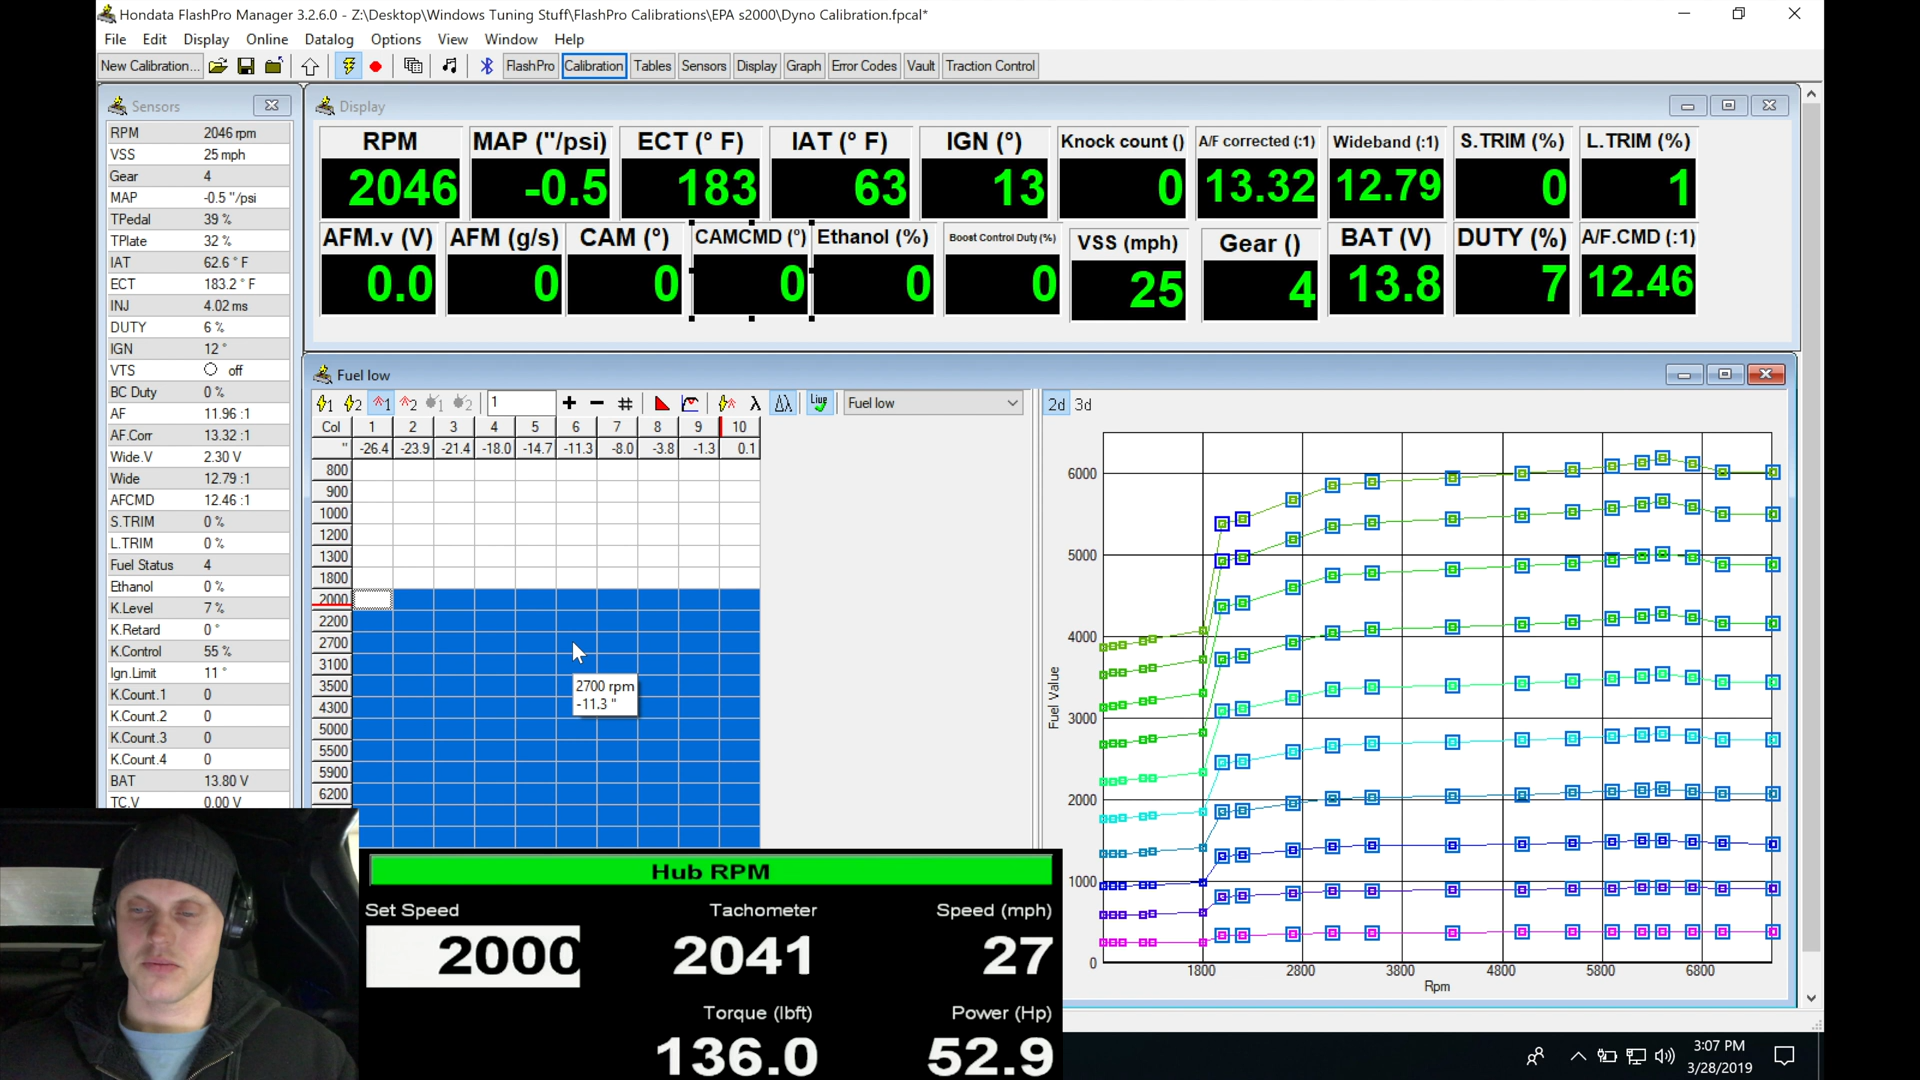 Hondata FlashPro Manager 3.2.6.0 - Z:\Desktop\Windows Tuning Stuff\FlashPro Calibrations\EPA s2000\Dyno Calibration.fpcal*
File Edit Display Online Datalog Options View Window Help
New Calibration... FlashPro Calibration Tables Sensors Display Graph Error Codes Vault Traction Control
Sensors
RPM 2046 rpm
VSS 25 mph
Gear 4
MAP -0.5 "/psi
TPedal 39 %
TPlate 32 %
IAT 62.6 ° F
ECT 183.2 ° F
INJ 4.02 ms
DUTY 6 %
IGN 12 °
VTS off
BC Duty 0 %
AF 11.96 :1
AF.Corr 13.32 :1
Wide.V 2.30 V
Wide 12.79 :1
AFCMD 12.46 :1
S.TRIM 0 %
L.TRIM 0 %
Fuel Status 4
Ethanol 0 %
K.Level 7 %
K.Retard 0 °
K.Control 55 %
Ign.Limit 11 °
K.Count.1 0
K.Count.2 0
K.Count.3 0
K.Count.4 0
BAT 13.80 V
TC.V 0.00 V
Display
RPM MAP ("/psi) ECT (° F) IAT (° F) IGN (°) Knock count () A/F corrected (:1) Wideband (:1) S.TRIM (%) L.TRIM (%)
2046 -0.5 183 63 13 0 13.32 12.79 0 1
AFM.v (V) AFM (g/s) CAM (°) CAMCMD (°) Ethanol (%) Boost Control Duty (%) VSS (mph) Gear () BAT (V) DUTY (%) A/F.CMD (:1)
0.0 0 0 0 0 0 25 4 13.8 7 12.46
Fuel low
1 2 1 2 1 2 1 + - # λ Δλ Live Fuel low 2d 3d
Col 1 2 3 4 5 6 7 8 9 10
" -26.4 -23.9 -21.4 -18.0 -14.7 -11.3 -8.0 -3.8 -1.3 0.1
800
900
1000
1200
1300
1800
2000
2200
2700
3100
3500
4300
5000
5500
5900
6200
2700 rpm
-11.3 "
Fuel Value
6000
5000
4000
3000
2000
1000
0
1800 2800 3800 4800 5800 6800
Rpm
Hub RPM
Set Speed Tachometer Speed (mph)
2000 2041 27
Torque (lbft) Power (Hp)
136.0 52.9
3:07 PM
3/28/2019